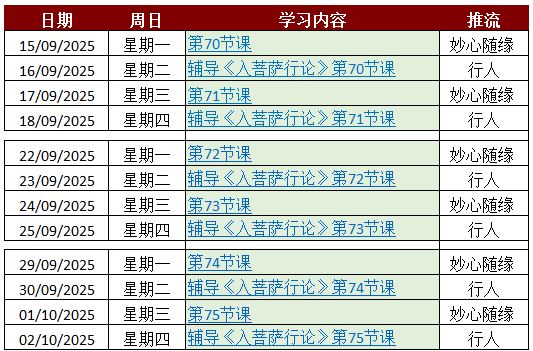 日期 周日 学习内容 推流
15/09/2025 星期一 第70节课 妙心随缘
16/09/2025 星期二 辅导《入菩萨行论》第70节课 行人
17/09/2025 星期三 第71节课 妙心随缘
18/09/2025 星期四 辅导《入菩萨行论》第71节课 行人
22/09/2025 星期一 第72节课 妙心随缘
23/09/2025 星期二 辅导《入菩萨行论》第72节课 行人
24/09/2025 星期三 第73节课 妙心随缘
25/09/2025 星期四 辅导《入菩萨行论》第73节课 行人
29/09/2025 星期一 第74节课 妙心随缘
30/09/2025 星期二 辅导《入菩萨行论》第74节课 行人
01/10/2025 星期三 第75节课 妙心随缘
02/10/2025 星期四 辅导《入菩萨行论》第75节课 行人